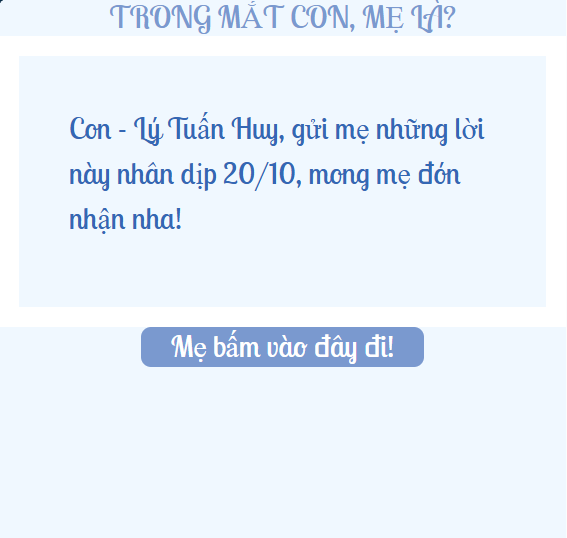 TRONG MẮT CON, MẸ LÀ?
Con - Lý Tuấn Huy, gửi mẹ những lời
này nhân dịp 20/10, mong mẹ đón
nhận nha!
Mẹ bấm vào đây đi!